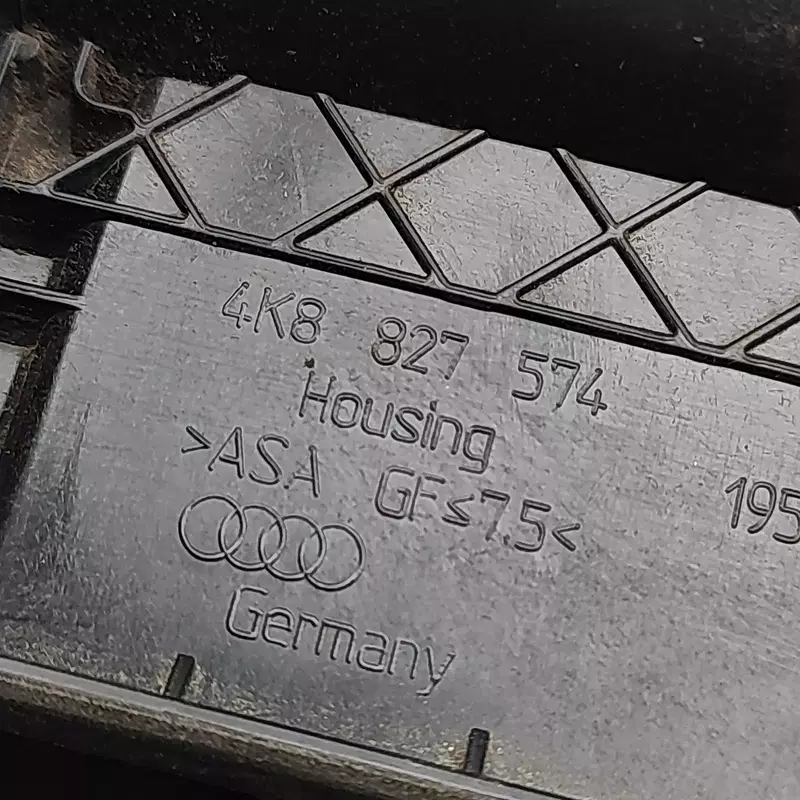 4K8 827 574
Housing
>ASA GF≤7.5<
195
Germany